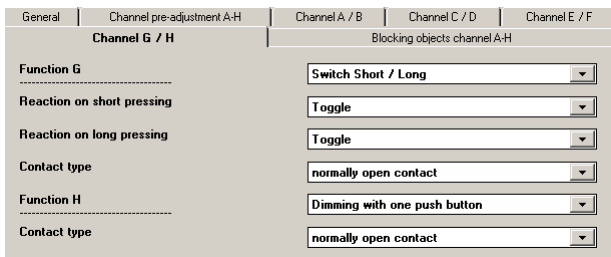 General Channel pre-adjustment A-H Channel A / B Channel C / D Channel E / F
Channel G / H Blocking objects channel A-H
Function G Switch Short / Long
Reaction on short pressing Toggle
Reaction on long pressing Toggle
Contact type normally open contact
Function H Dimming with one push button
Contact type normally open contact